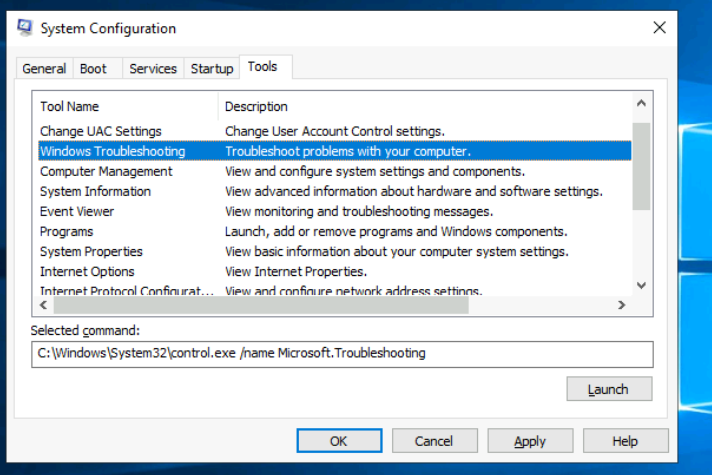 System Configuration
General Boot Services Startup Tools
Tool Name Description
Change UAC Settings Change User Account Control settings.
Windows Troubleshooting Troubleshoot problems with your computer.
Computer Management View and configure system settings and components.
System Information View advanced information about hardware and software settings.
Event Viewer View monitoring and troubleshooting messages.
Programs Launch, add or remove programs and Windows components.
System Properties View basic information about your computer system settings.
Internet Options View Internet Properties.
Internet Protocol Configurat... View and configure network address settings.
Selected command:
C:\Windows\System32\control.exe /name Microsoft.Troubleshooting
Launch
OK Cancel Apply Help